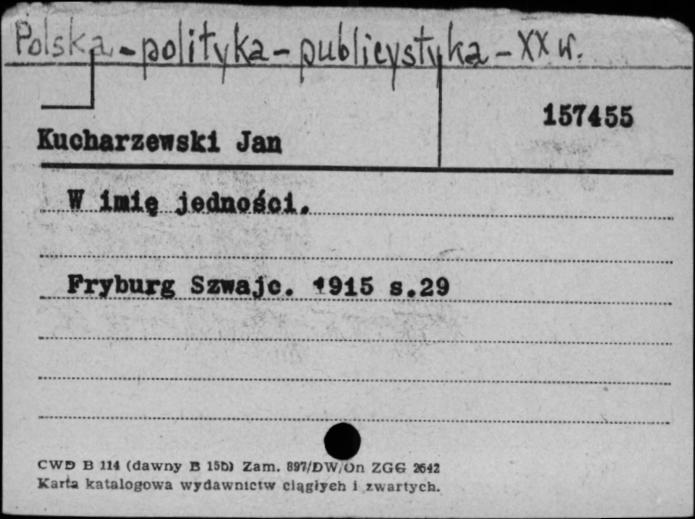 Polska - polityka - publicystyka - XX w.
157455
Kucharzewski Jan
W imię jedności.
Fryburg Szwajc. 1915 s.29
CWD B 114 (dawny B 15b) Zam. 897/DW/On ZGG 2642
Karta katalogowa wydawnictw ciągłych i zwartych.